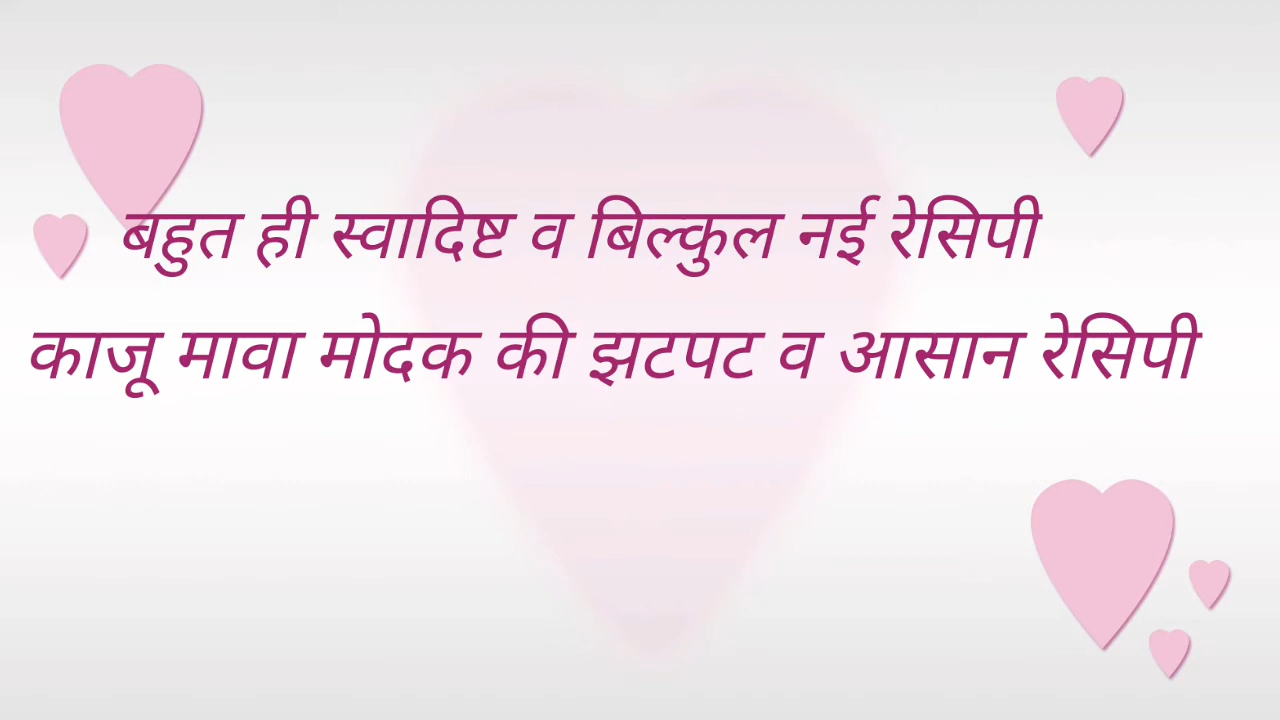 बहुत ही स्वादिष्ट व बिल्कुल नई रेसिपी
काजू मावा मोदक की झटपट व आसान रेसिपी